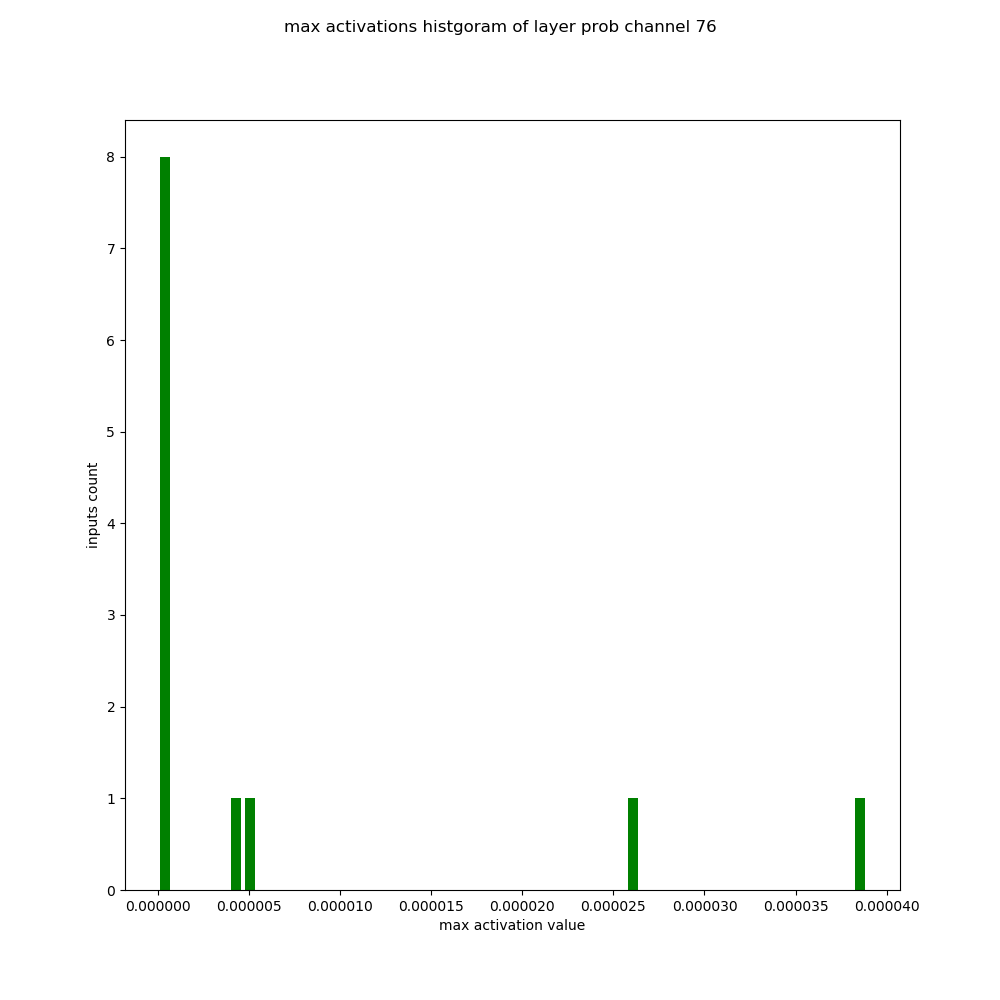 max activations histgoram of layer prob channel 76
8
7
6
5
4
3
2
1
0
inputs count
0.000000 0.000005 0.000010 0.000015 0.000020 0.000025 0.000030 0.000035 0.000040
max activation value